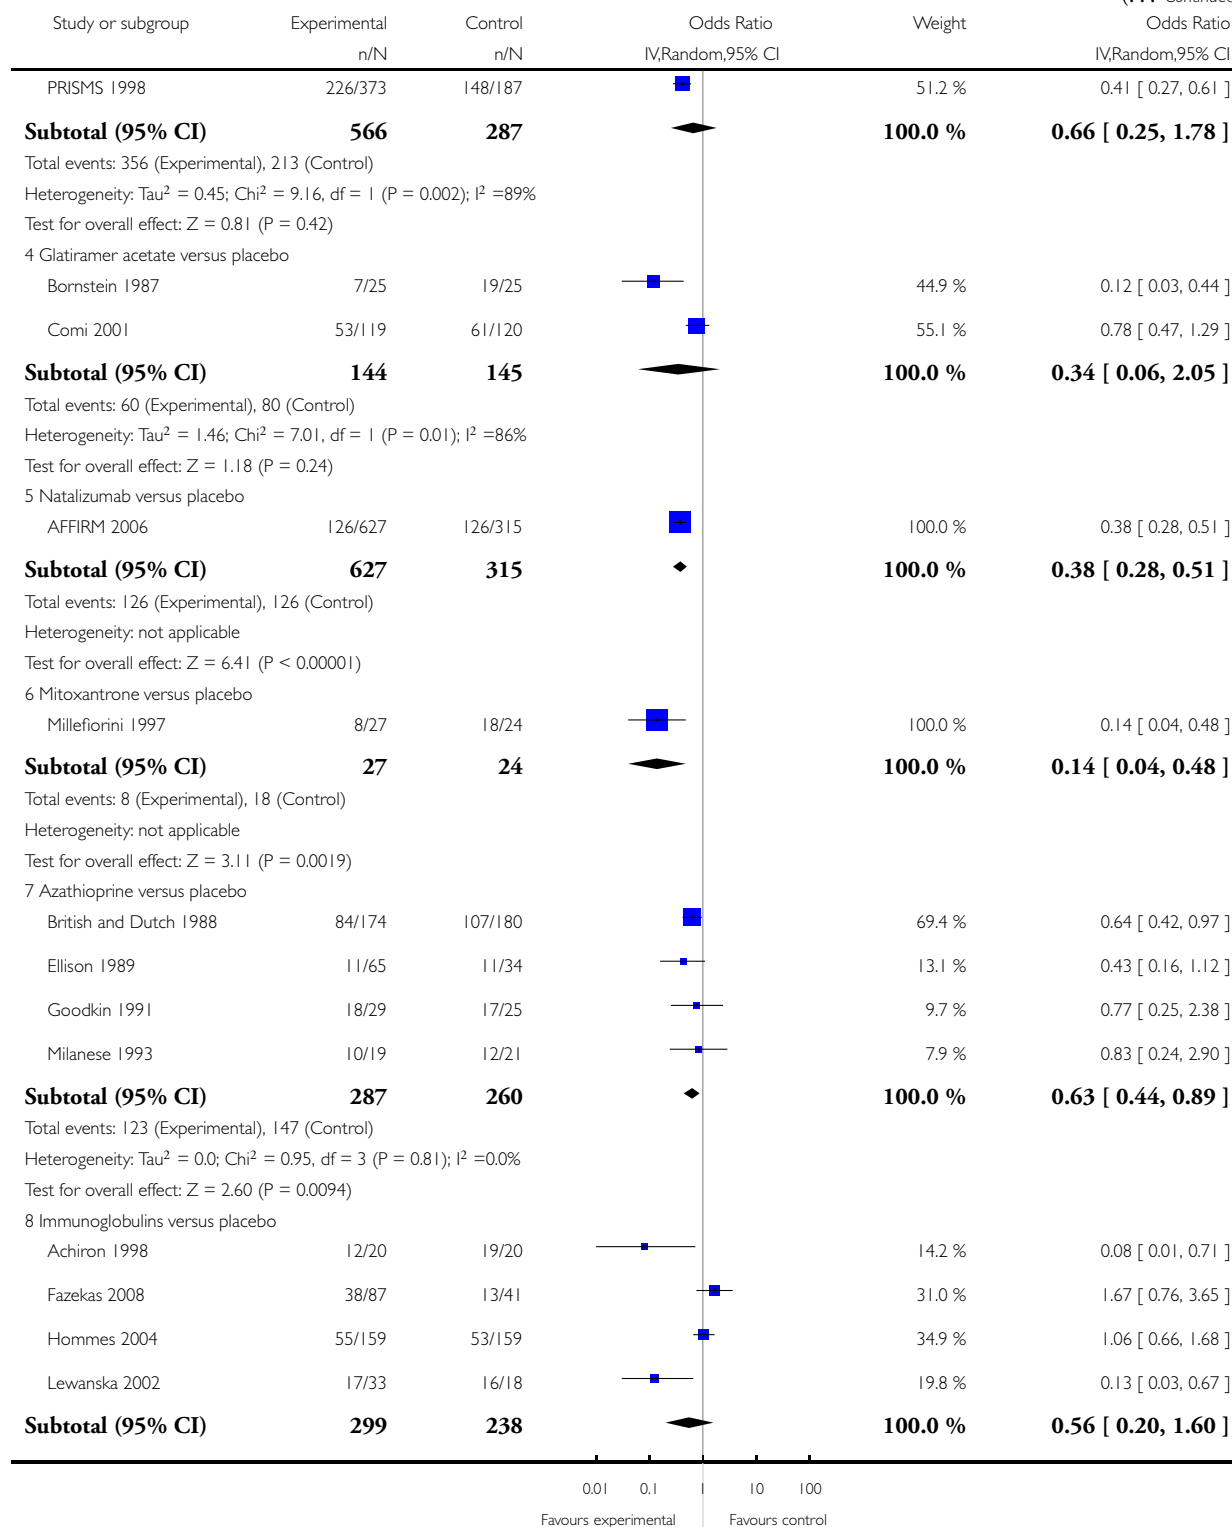 Continued
Study or subgroup Experimental Control Odds Ratio Weight Odds Ratio
n/N n/N IV,Random,95% CI IV,Random,95% CI
PRISMS 1998 226/373 148/187 51.2 % 0.41 [ 0.27, 0.61 ]
Subtotal (95% CI) 566 287 100.0 % 0.66 [ 0.25, 1.78 ]
Total events: 356 (Experimental), 213 (Control)
Heterogeneity: Tau² = 0.45; Chi² = 9.16, df = 1 (P = 0.002); I² =89%
Test for overall effect: Z = 0.81 (P = 0.42)
4 Glatiramer acetate versus placebo
Bornstein 1987 7/25 19/25 44.9 % 0.12 [ 0.03, 0.44 ]
Comi 2001 53/119 61/120 55.1 % 0.78 [ 0.47, 1.29 ]
Subtotal (95% CI) 144 145 100.0 % 0.34 [ 0.06, 2.05 ]
Total events: 60 (Experimental), 80 (Control)
Heterogeneity: Tau² = 1.46; Chi² = 7.01, df = 1 (P = 0.01); I² =86%
Test for overall effect: Z = 1.18 (P = 0.24)
5 Natalizumab versus placebo
AFFIRM 2006 126/627 126/315 100.0 % 0.38 [ 0.28, 0.51 ]
Subtotal (95% CI) 627 315 100.0 % 0.38 [ 0.28, 0.51 ]
Total events: 126 (Experimental), 126 (Control)
Heterogeneity: not applicable
Test for overall effect: Z = 6.41 (P < 0.00001)
6 Mitoxantrone versus placebo
Millefiorini 1997 8/27 18/24 100.0 % 0.14 [ 0.04, 0.48 ]
Subtotal (95% CI) 27 24 100.0 % 0.14 [ 0.04, 0.48 ]
Total events: 8 (Experimental), 18 (Control)
Heterogeneity: not applicable
Test for overall effect: Z = 3.11 (P = 0.0019)
7 Azathioprine versus placebo
British and Dutch 1988 84/174 107/180 69.4 % 0.64 [ 0.42, 0.97 ]
Ellison 1989 11/65 11/34 13.1 % 0.43 [ 0.16, 1.12 ]
Goodkin 1991 18/29 17/25 9.7 % 0.77 [ 0.25, 2.38 ]
Milanese 1993 10/19 12/21 7.9 % 0.83 [ 0.24, 2.90 ]
Subtotal (95% CI) 287 260 100.0 % 0.63 [ 0.44, 0.89 ]
Total events: 123 (Experimental), 147 (Control)
Heterogeneity: Tau² = 0.0; Chi² = 0.95, df = 3 (P = 0.81); I² =0.0%
Test for overall effect: Z = 2.60 (P = 0.0094)
8 Immunoglobulins versus placebo
Achiron 1998 12/20 19/20 14.2 % 0.08 [ 0.01, 0.71 ]
Fazekas 2008 38/87 13/41 31.0 % 1.67 [ 0.76, 3.65 ]
Hommes 2004 55/159 53/159 34.9 % 1.06 [ 0.66, 1.68 ]
Lewanska 2002 17/33 16/18 19.8 % 0.13 [ 0.03, 0.67 ]
Subtotal (95% CI) 299 238 100.0 % 0.56 [ 0.20, 1.60 ]
0.01 0.1 1 10 100
Favours experimental Favours control